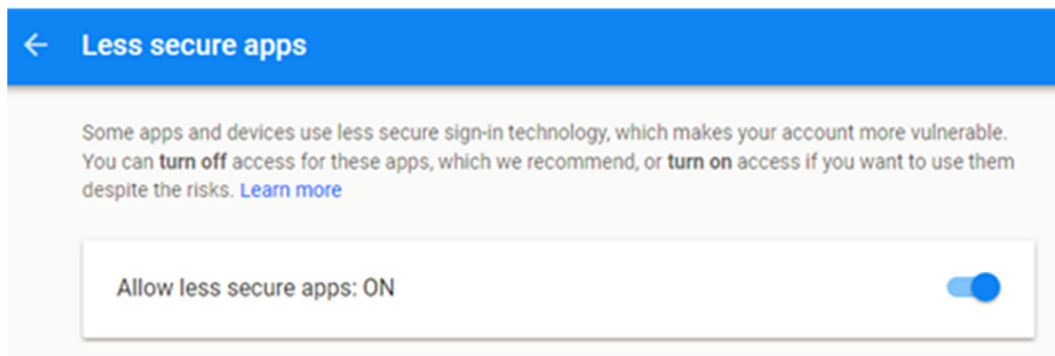 Less secure apps
Some apps and devices use less secure sign-in technology, which makes your account more vulnerable.
You can turn off access for these apps, which we recommend, or turn on access if you want to use them
despite the risks. Learn more
Allow less secure apps: ON